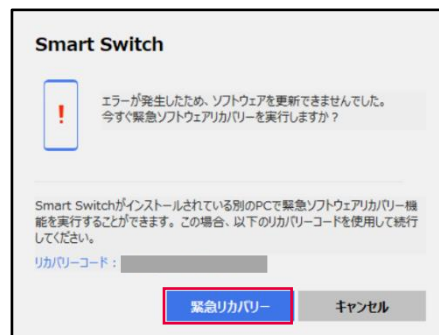 Smart Switch
エラーが発生したため、ソフトウェアを更新できませんでした。
今すぐ緊急ソフトウェアリカバリーを実行しますか？
Smart Switchがインストールされている別のPCで緊急ソフトウェアリカバリー機
能を実行することができます。この場合、以下のリカバリーコードを使用して続行
してください。
リカバリーコード：
緊急リカバリー
キャンセル